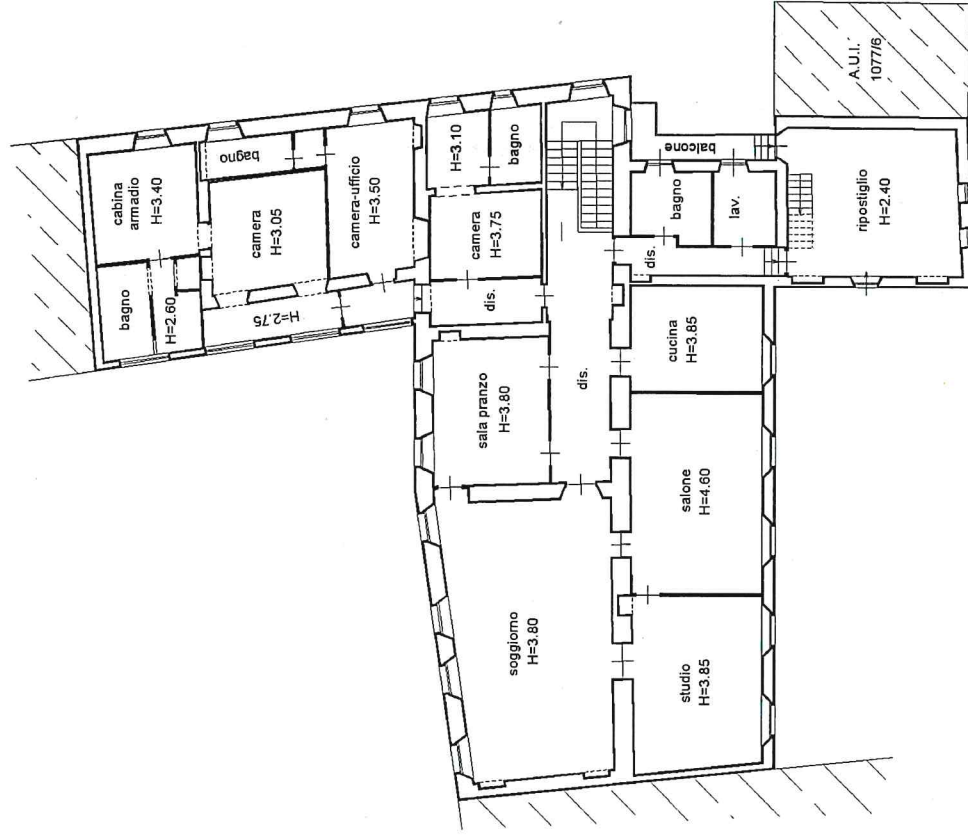 A.U.I.
1077/6
cabina
armadio
H=3.40
bagno
bagno
H=2.60
camera
H=3.05
camera-ufficio
H=3.50
H=2.75
H=3.10
bagno
camera
H=3.75
dis.
balcone
bagno
lav.
dis.
ripostiglio
H=2.40
sala pranzo
H=3.80
dis.
cucina
H=3.85
soggiorno
H=3.80
salone
H=4.60
studio
H=3.85